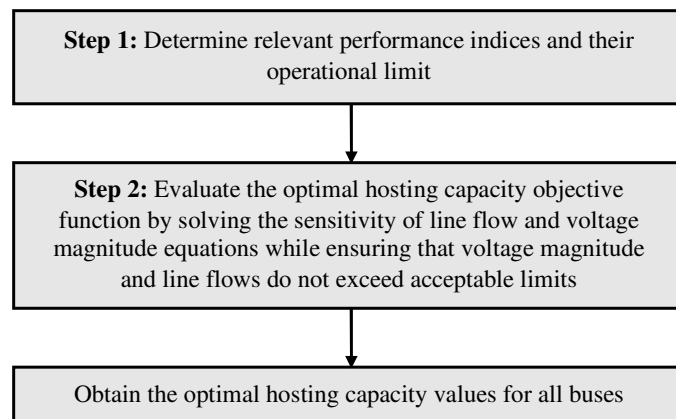 Step 1: Determine relevant performance indices and their
operational limit
Step 2: Evaluate the optimal hosting capacity objective
function by solving the sensitivity of line flow and voltage
magnitude equations while ensuring that voltage magnitude
and line flows do not exceed acceptable limits
Obtain the optimal hosting capacity values for all buses